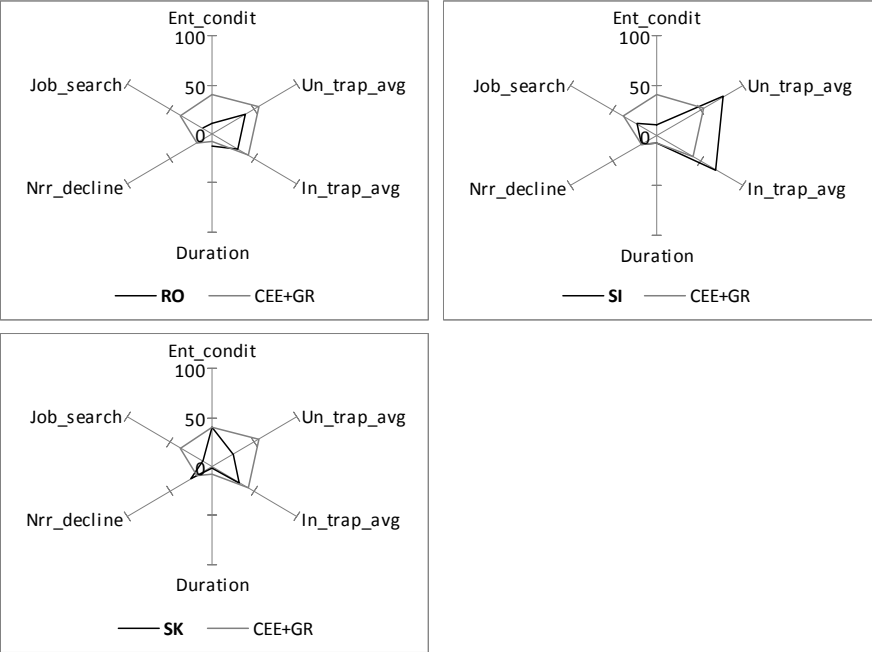 Ent_condit
100
50
0
Job_search
Un_trap_avg
Nrr_decline
In_trap_avg
Duration
RO CEE+GR
Ent_condit
100
50
0
Job_search
Un_trap_avg
Nrr_decline
In_trap_avg
Duration
SI CEE+GR
Ent_condit
100
50
0
Job_search
Un_trap_avg
Nrr_decline
In_trap_avg
Duration
SK CEE+GR